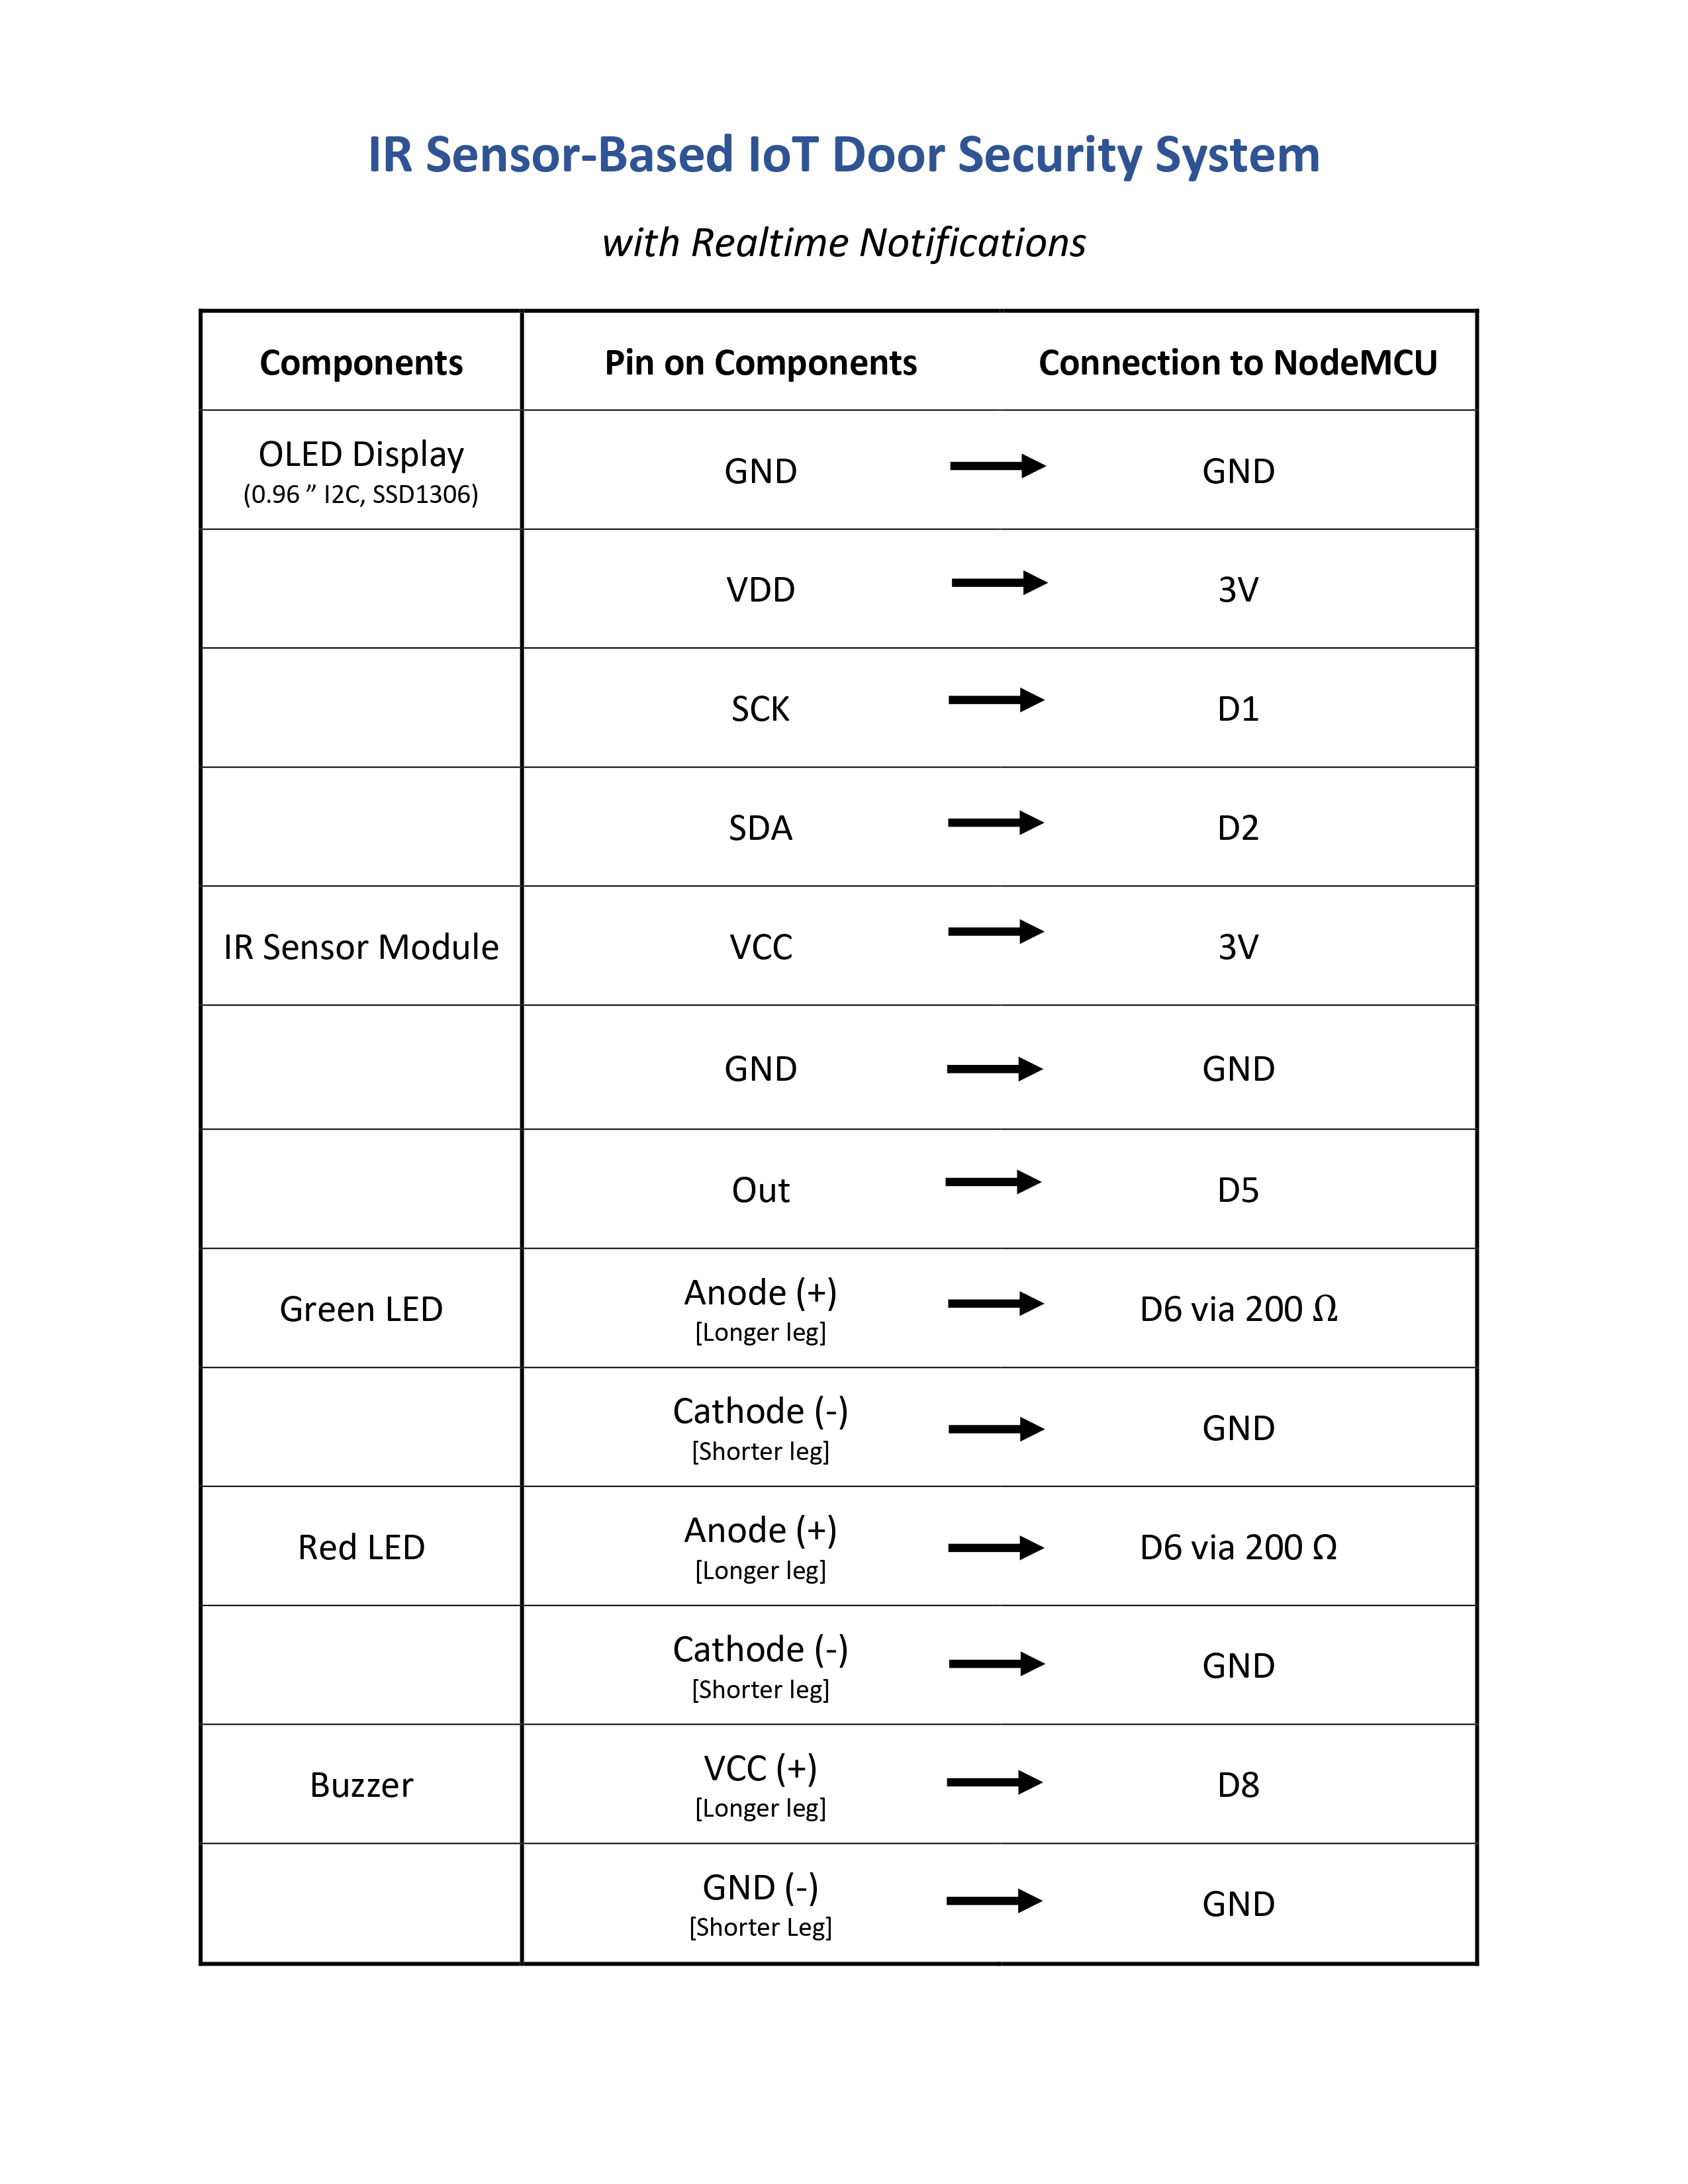 IR Sensor-Based IoT Door Security System
with Realtime Notifications
Components Pin on Components Connection to NodeMCU
OLED Display
(0.96 ” I2C, SSD1306)
GND GND
VDD 3V
SCK D1
SDA D2
IR Sensor Module VCC 3V
GND GND
Out D5
Green LED
Anode (+)
[Longer leg]
D6 via 200 Ω
Cathode (-)
[Shorter leg]
GND
Red LED
Anode (+)
[Longer leg]
D6 via 200 Ω
Cathode (-)
[Shorter leg]
GND
Buzzer
VCC (+)
[Longer leg]
D8
GND (-)
[Shorter Leg]
GND